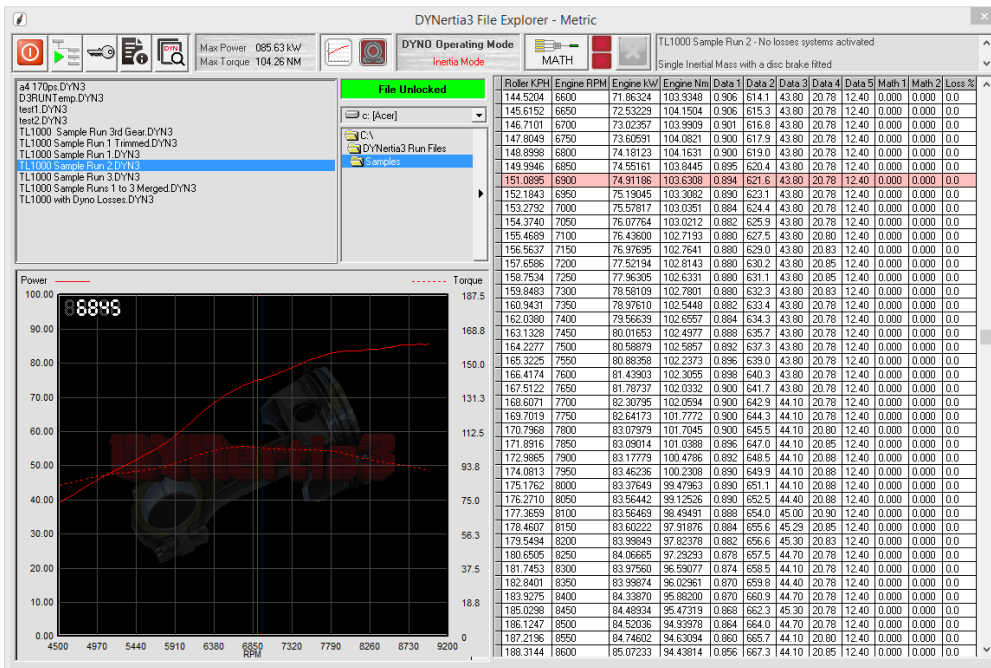 DYNertia3 File Explorer - Metric
Max Power 085.63 kW
Max Torque 104.26 NM
DYNO Operating Mode
Inertia Mode
MATH
TL1000 Sample Run 2 - No losses systems activated
Single Inertial Mass with a disc brake fitted
a4 170ps.DYN3
D3RUNTemp.DYN3
test1.DYN3
test2.DYN3
TL1000 Sample Run 3rd Gear.DYN3
TL1000 Sample Run 1 Trimmed.DYN3
TL1000 Sample Run 1.DYN3
TL1000 Sample Run 2.DYN3
TL1000 Sample Run 3.DYN3
TL1000 Sample Runs 1 to 3 Merged.DYN3
TL1000 with Dyno Losses.DYN3
File Unlocked
c: [Acer]
C:\
DYNertia3 Run Files
Samples
Power
Torque
6845
DYNertia3
100.00 187.5
90.00 168.8
80.00 150.0
70.00 131.3
60.00 112.5
50.00 93.8
40.00 75.0
30.00 56.3
20.00 37.5
10.00 18.8
0.00 0
4500 4970 5440 5910 6380 6850 7320 7790 8260 8730 9200
RPM
Roller KPH Engine RPM Engine kW Engine Nm Data 1 Data 2 Data 3 Data 4 Data 5 Math 1 Math 2 Loss %
144.5204 6600 71.86324 103.9348 0.906 614.1 43.80 20.78 12.40 0.000 0.000 0.0
145.6152 6650 72.53229 104.1504 0.906 615.3 43.80 20.78 12.40 0.000 0.000 0.0
146.7101 6700 73.02357 103.9909 0.901 616.8 43.80 20.78 12.40 0.000 0.000 0.0
147.8049 6750 73.60591 104.0821 0.900 617.9 43.80 20.78 12.40 0.000 0.000 0.0
148.8998 6800 74.18123 104.1631 0.900 619.0 43.80 20.78 12.40 0.000 0.000 0.0
149.9946 6850 74.55161 103.8445 0.895 620.4 43.80 20.78 12.40 0.000 0.000 0.0
151.0895 6900 74.91186 103.6308 0.894 621.6 43.80 20.78 12.40 0.000 0.000 0.0
152.1843 6950 75.19045 103.3082 0.890 623.1 43.80 20.78 12.40 0.000 0.000 0.0
153.2792 7000 75.57817 103.0351 0.884 624.4 43.80 20.78 12.40 0.000 0.000 0.0
154.3740 7050 76.07764 103.0212 0.882 625.9 43.80 20.78 12.40 0.000 0.000 0.0
155.4689 7100 76.43600 102.7193 0.880 627.5 43.80 20.80 12.40 0.000 0.000 0.0
156.5637 7150 76.97695 102.7641 0.880 629.0 43.80 20.83 12.40 0.000 0.000 0.0
157.6586 7200 77.52194 102.8143 0.880 630.2 43.80 20.85 12.40 0.000 0.000 0.0
158.7534 7250 77.96305 102.6331 0.880 631.1 43.80 20.85 12.40 0.000 0.000 0.0
159.8483 7300 78.58109 102.7801 0.880 632.3 43.80 20.83 12.40 0.000 0.000 0.0
160.9431 7350 78.97610 102.5448 0.882 633.4 43.80 20.78 12.40 0.000 0.000 0.0
162.0380 7400 79.56639 102.6557 0.884 634.3 43.80 20.78 12.40 0.000 0.000 0.0
163.1328 7450 80.01653 102.4977 0.888 635.7 43.80 20.78 12.40 0.000 0.000 0.0
164.2277 7500 80.58879 102.5857 0.892 637.3 43.80 20.78 12.40 0.000 0.000 0.0
165.3225 7550 80.88358 102.2373 0.896 639.0 43.80 20.78 12.40 0.000 0.000 0.0
166.4174 7600 81.43903 102.3055 0.898 640.3 43.80 20.78 12.40 0.000 0.000 0.0
167.5122 7650 81.78737 102.0332 0.900 641.7 43.80 20.78 12.40 0.000 0.000 0.0
168.6071 7700 82.30795 102.0594 0.900 642.9 44.10 20.78 12.40 0.000 0.000 0.0
169.7019 7750 82.64173 101.7772 0.900 644.3 44.10 20.78 12.40 0.000 0.000 0.0
170.7968 7800 83.07979 101.7045 0.900 645.5 44.10 20.80 12.40 0.000 0.000 0.0
171.8916 7850 83.09014 101.0388 0.896 647.0 44.10 20.85 12.40 0.000 0.000 0.0
172.9865 7900 83.17779 100.4786 0.892 648.5 44.10 20.88 12.40 0.000 0.000 0.0
174.0813 7950 83.46236 100.2308 0.890 649.9 44.10 20.88 12.40 0.000 0.000 0.0
175.1762 8000 83.37649 99.47963 0.890 651.1 44.10 20.88 12.40 0.000 0.000 0.0
176.2710 8050 83.56442 99.12526 0.890 652.5 44.40 20.88 12.40 0.000 0.000 0.0
177.3659 8100 83.56469 98.49491 0.888 654.0 45.00 20.90 12.40 0.000 0.000 0.0
178.4607 8150 83.60222 97.91876 0.884 655.6 45.29 20.85 12.40 0.000 0.000 0.0
179.5494 8200 83.99849 97.82378 0.882 656.6 45.30 20.83 12.40 0.000 0.000 0.0
180.6505 8250 84.06665 97.29293 0.878 657.5 44.70 20.78 12.40 0.000 0.000 0.0
181.7453 8300 83.97560 96.59077 0.874 658.5 44.10 20.78 12.40 0.000 0.000 0.0
182.8401 8350 83.99874 96.02961 0.870 659.8 44.40 20.78 12.40 0.000 0.000 0.0
183.9275 8400 84.33870 95.88200 0.870 660.9 44.70 20.78 12.40 0.000 0.000 0.0
185.0298 8450 84.48934 95.47319 0.868 662.3 45.30 20.78 12.40 0.000 0.000 0.0
186.1247 8500 84.52036 94.93978 0.864 664.0 44.70 20.78 12.40 0.000 0.000 0.0
187.2196 8550 84.74602 94.63094 0.860 665.7 44.10 20.80 12.40 0.000 0.000 0.0
188.3144 8600 85.07233 94.43814 0.856 667.3 44.10 20.85 12.40 0.000 0.000 0.0